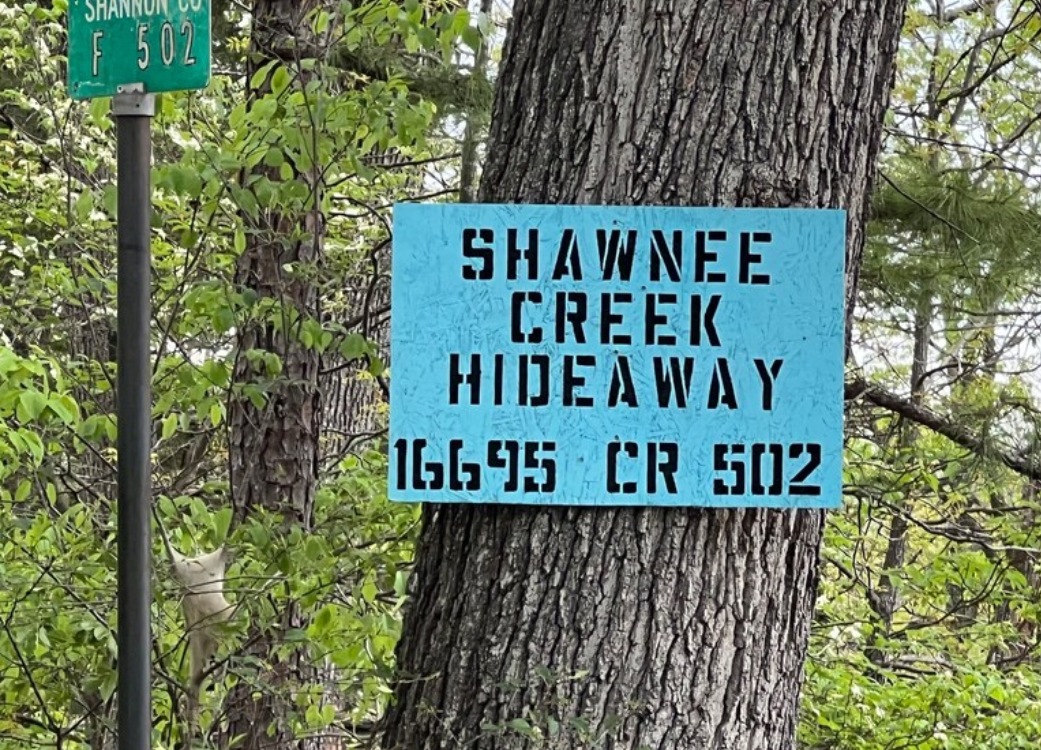 SHANNON CO
F 502
SHAWNEE
CREEK
HIDEAWAY
16695 CR 502